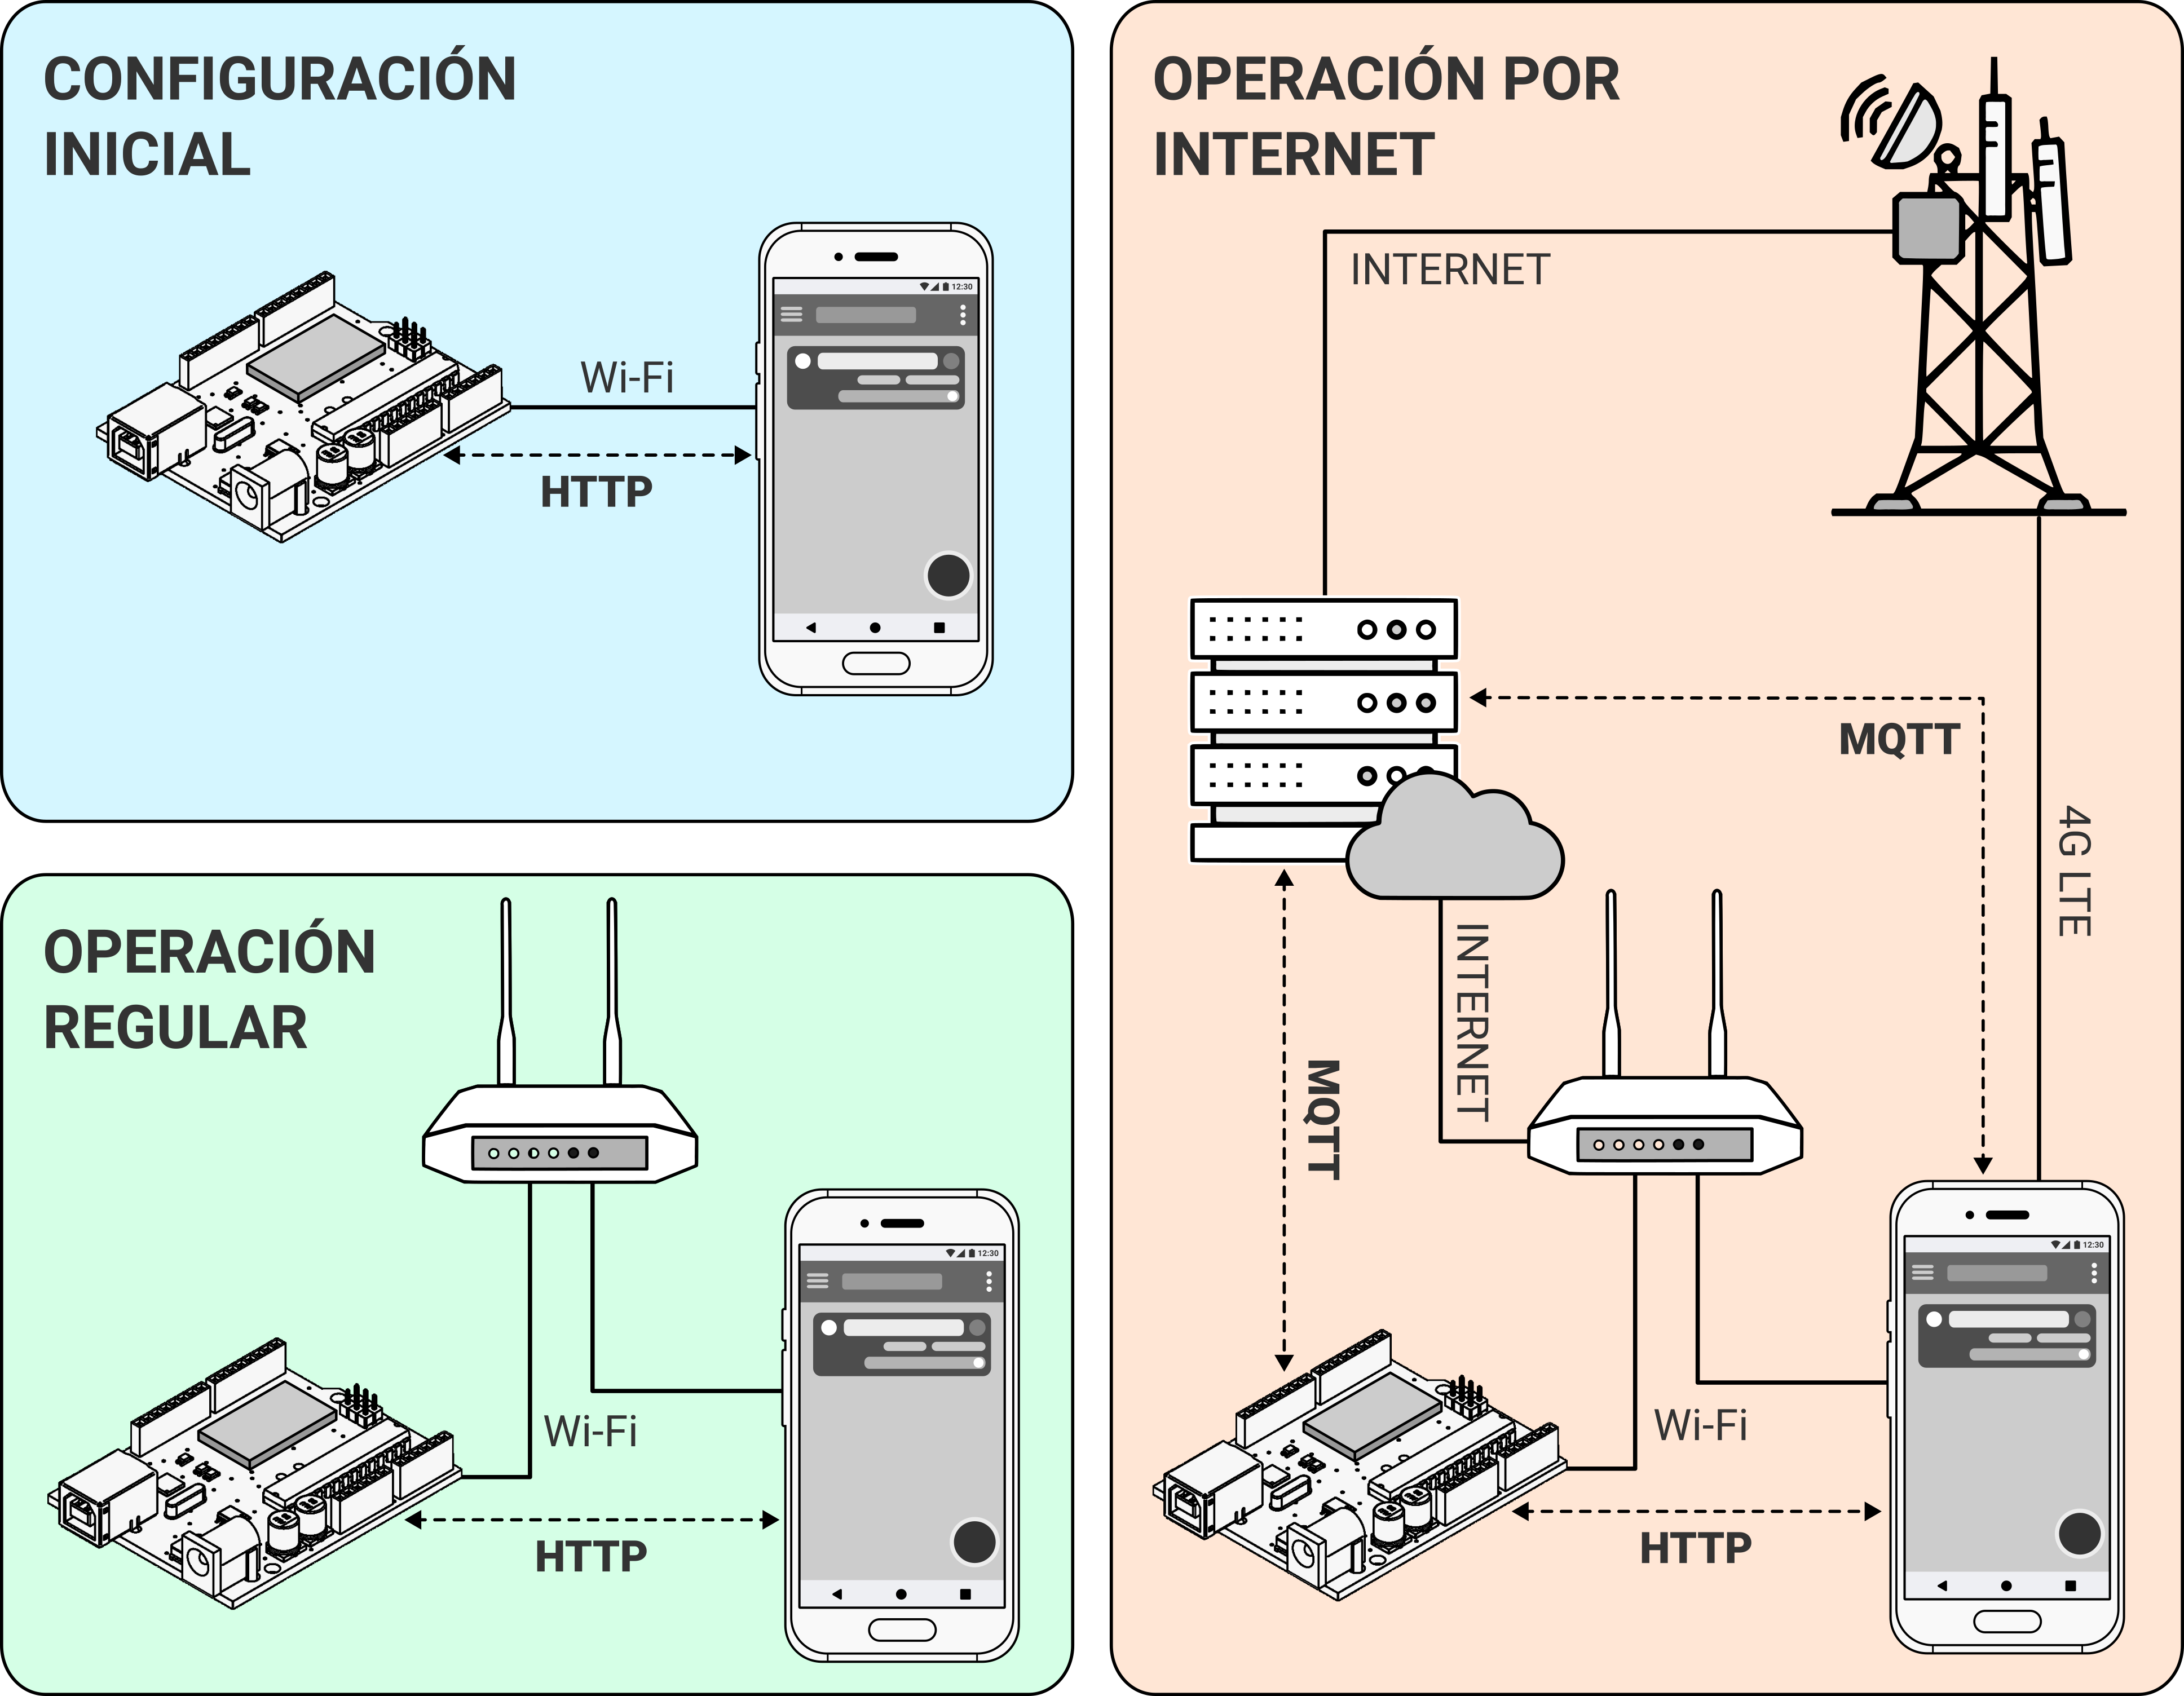 CONFIGURACIÓN
INICIAL
12:30
Wi-Fi
HTTP
OPERACIÓN
REGULAR
12:30
Wi-Fi
HTTP
OPERACIÓN POR
INTERNET
INTERNET
MQTT
4G LTE
INTERNET
MQTT
12:30
Wi-Fi
HTTP